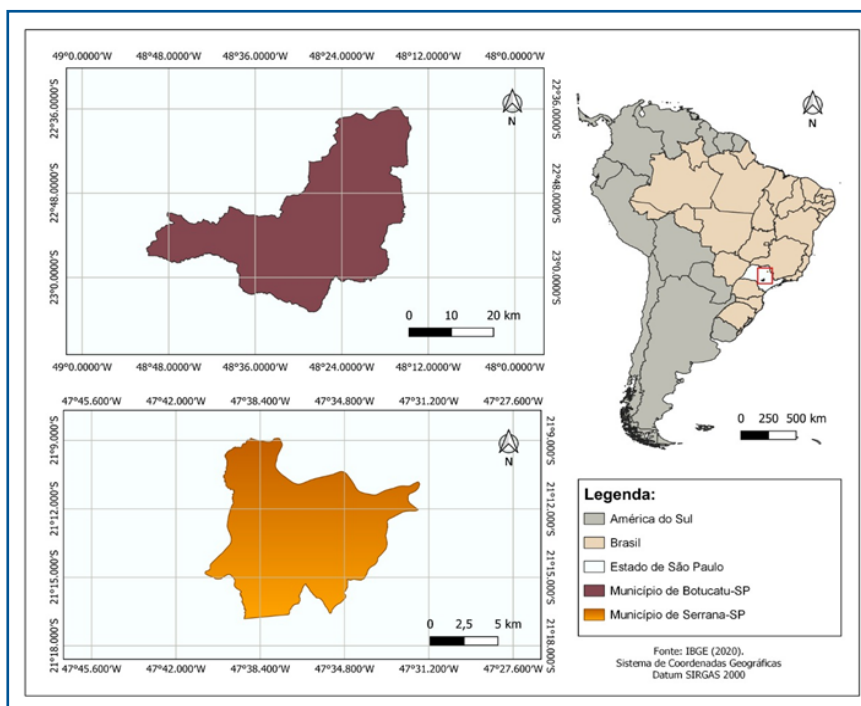 49°0.0000'W 48°48.0000'W 48°36.0000'W 48°24.0000'W 48°12.0000'W 48°0.0000'W
22°36.0000'S 22°36.0000'S
22°48.0000'S 22°48.0000'S
23°0.0000'S 23°0.0000'S
N
0 10 20 km
49°0.0000'W 48°48.0000'W 48°36.0000'W 48°24.0000'W 48°12.0000'W 48°0.0000'W
47°45.600'W 47°42.000'W 47°38.400'W 47°34.800'W 47°31.200'W 47°27.600'W
21°9.000'S 21°9.000'S
21°12.000'S 21°12.000'S
21°15.000'S 21°15.000'S
21°18.000'S 21°18.000'S
N
0 2,5 5 km
47°45.600'W 47°42.000'W 47°38.400'W 47°34.800'W 47°31.200'W 47°27.600'W
N
0 250 500 km
Legenda:
América do Sul
Brasil
Estado de São Paulo
Município de Botucatu-SP
Município de Serrana-SP
Fonte: IBGE (2020).
Sistema de Coordenadas Geográficas
Datum SIRGAS 2000